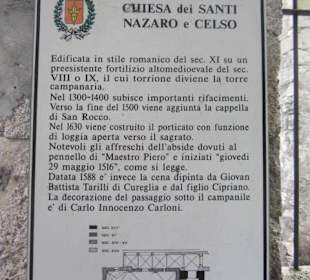 CHIESA dei SANTI
NAZARO e CELSO
Edificata in stile romanico del sec. XI su un
preesistente fortilizio altomedioevale del sec.
VIII o IX, il cui torrione diviene la torre
campanaria.
Nel 1300-1400 subisce importanti rifacimenti.
Verso la fine del 1500 viene aggiunta la cappella
di San Rocco.
Nel 1630 viene costruito il porticato con funzione
di loggia aperta verso il sagrato.
Notevoli gli affreschi dell'abside dovuti al
pennello di "Maestro Piero" e iniziati "giovedi
29 maggio 1516", come si legge.
Datata 1588 e' invece la cena dipinta da Giovan
Battista Tarilli di Cureglia e dal figlio Cipriano.
La decorazione del passaggio sotto il campanile
e' di Carlo Innocenzo Carloni.